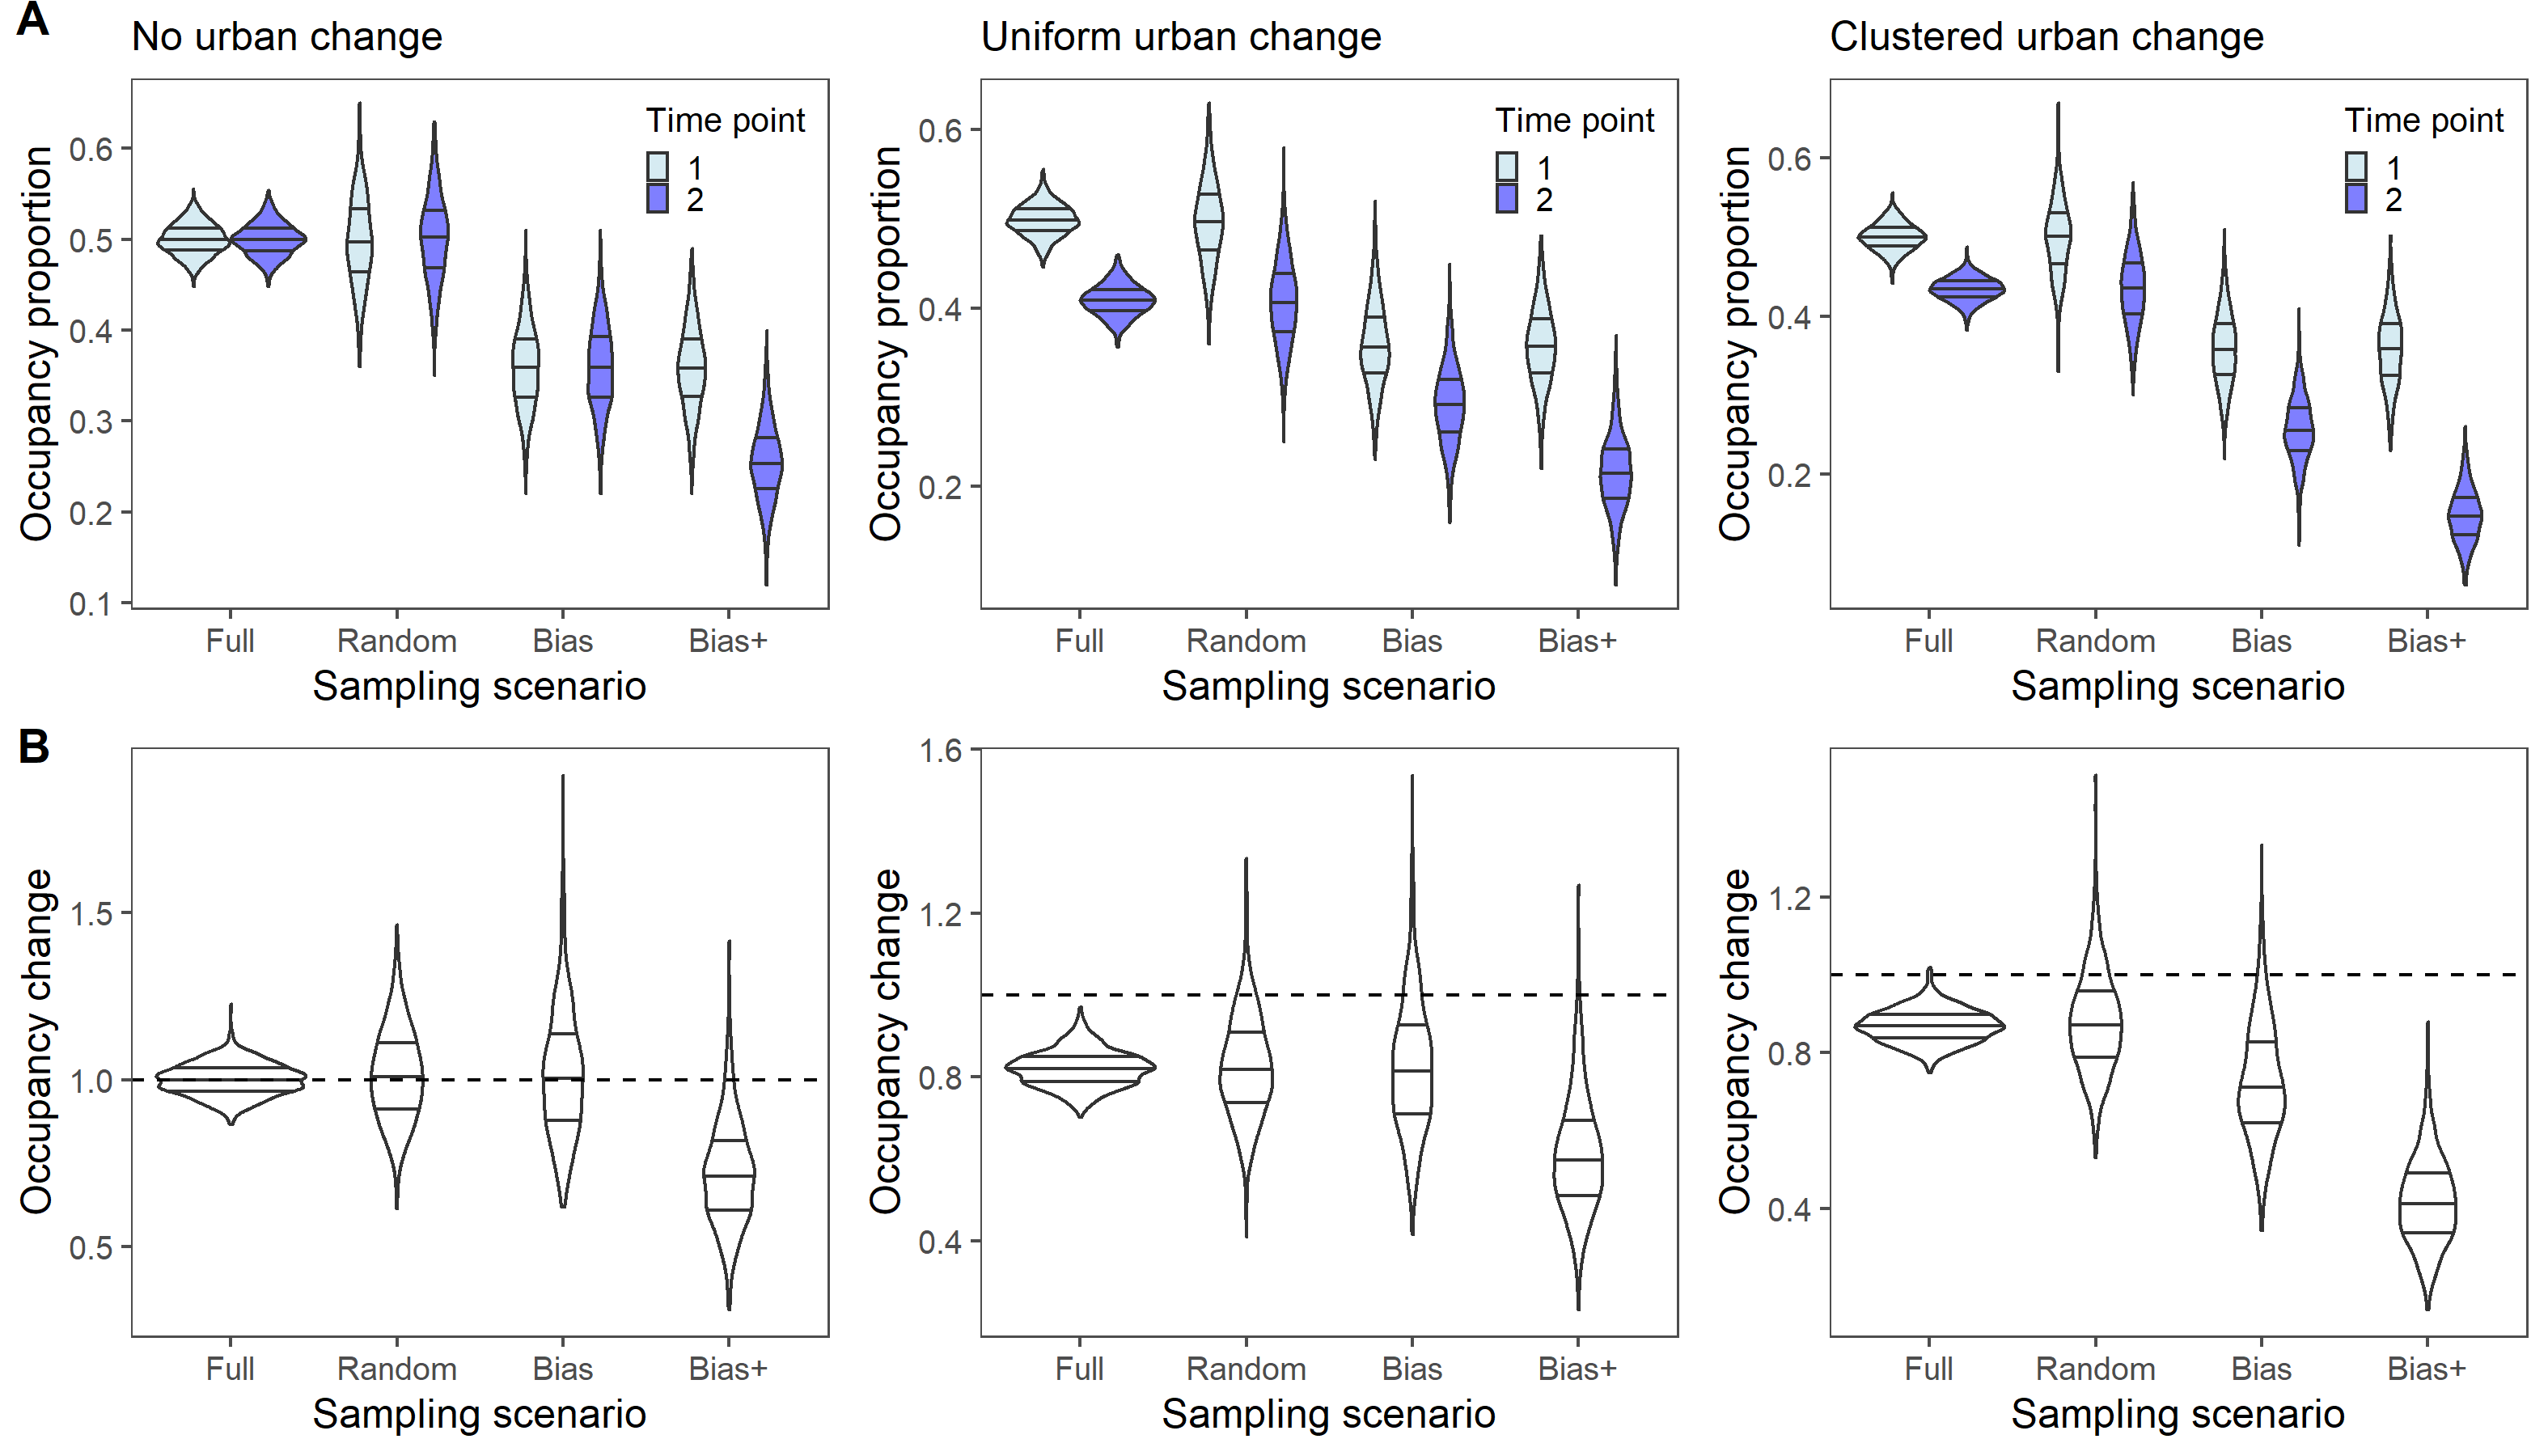 A
No urban change
Uniform urban change
Clustered urban change
Occupancy proportion
0.6
0.5
0.4
0.3
0.2
0.1
Time point
1
2
Full Random Bias Bias+
Sampling scenario
Occupancy proportion
0.6
0.4
0.2
Time point
1
2
Full Random Bias Bias+
Sampling scenario
Occupancy proportion
0.6
0.4
0.2
Time point
1
2
Full Random Bias Bias+
Sampling scenario
B
Occupancy change
1.5
1.0
0.5
Full Random Bias Bias+
Sampling scenario
Occupancy change
1.6
1.2
0.8
0.4
Full Random Bias Bias+
Sampling scenario
Occupancy change
1.2
0.8
0.4
Full Random Bias Bias+
Sampling scenario